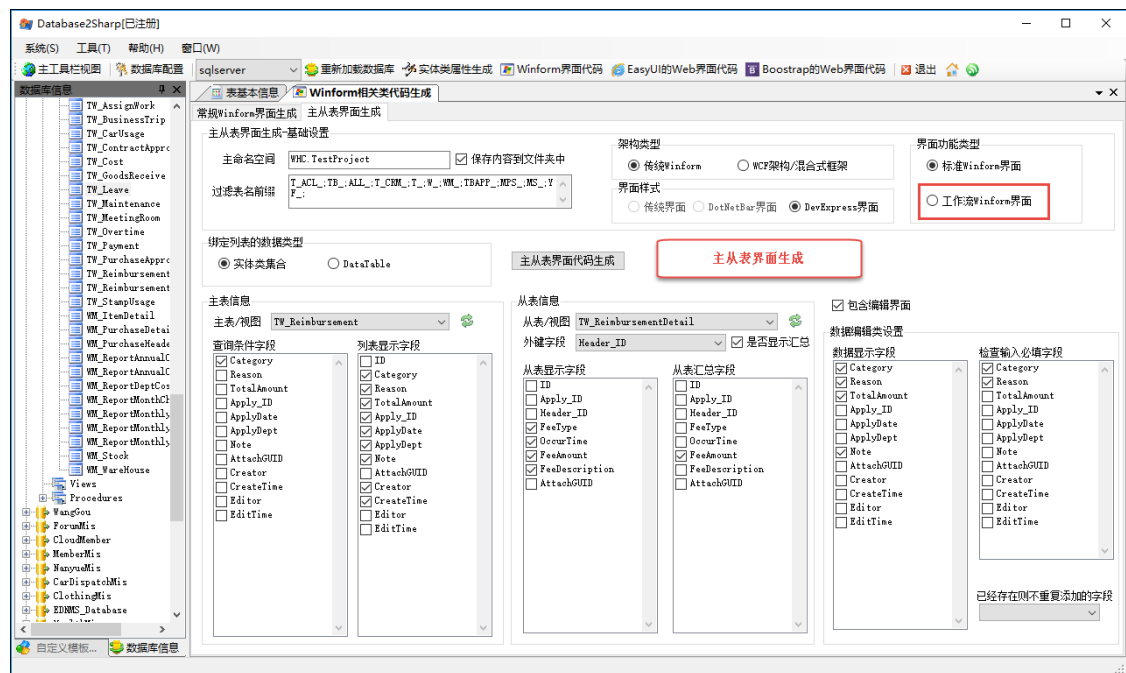 Database2Sharp[已注册]
系统(S) 工具(T) 帮助(H) 窗口(W)
主工具栏视图 数据库配置 sqlserver 重新加载数据库 实体类属性生成 Winform界面代码 EasyUI的Web界面代码 Boostrap的Web界面代码 退出
数据库信息
TW_AssignWork
TW_BusinessTrip
TW_CarUsage
TW_ContractAppro
TW_Cost
TW_GoodsReceive
TW_Leave
TW_Maintenance
TW_MeetingRoom
TW_Overtime
TW_Payment
TW_PurchaseAppro
TW_Reimbursement
TW_Reimbursement
TW_StampUsage
WM_ItemDetail
WM_PurchaseDetai
WM_PurchaseHeade
WM_ReportAnnualC
WM_ReportAnnualC
WM_ReportDeptCos
WM_ReportMonthCh
WM_ReportMonthly
WM_ReportMonthly
WM_ReportMonthly
WM_Stock
WM_WareHouse
Views
Procedures
WangGou
ForumMis
CloudMember
MemberMis
NanyueMis
CarDispatchMis
ClothingMis
EDNMS_Database
自定义模板... 数据库信息
表基本信息 Winform相关类代码生成
常规Winform界面生成 主从表界面生成
主从表界面生成-基础设置
主命名空间 WHC.TestProject 保存内容到文件夹中
过滤表名前缀 T_ACL_;TB_;ALL_;T_CRM_;T_;W_;WM_;TBAPP_;MPS_;MS_;Y
F_;
架构类型
传统Winform WCF架构/混合式框架
界面样式
传统界面 DotNetBar界面 DevExpress界面
界面功能类型
标准Winform界面
工作流Winform界面
绑定列表的数据类型
实体类集合 DataTable
主从表界面代码生成
主从表界面生成
主表信息
主表/视图 TW_Reimbursement
查询条件字段
Category
Reason
TotalAmount
Apply_ID
ApplyDate
ApplyDept
Note
AttachGUID
Creator
CreateTime
Editor
EditTime
列表显示字段
ID
Category
Reason
TotalAmount
Apply_ID
ApplyDate
ApplyDept
Note
AttachGUID
Creator
CreateTime
Editor
EditTime
从表信息
从表/视图 TW_ReimbursementDetail
外键字段 Header_ID 是否显示汇总
从表显示字段
ID
Apply_ID
Header_ID
FeeType
OccurTime
FeeAmount
FeeDescription
AttachGUID
从表汇总字段
ID
Apply_ID
Header_ID
FeeType
OccurTime
FeeAmount
FeeDescription
AttachGUID
包含编辑界面
数据编辑类设置
数据显示字段
Category
Reason
TotalAmount
Apply_ID
ApplyDate
ApplyDept
Note
AttachGUID
Creator
CreateTime
Editor
EditTime
检查输入必填字段
Category
Reason
TotalAmount
Apply_ID
ApplyDate
ApplyDept
Note
AttachGUID
Creator
CreateTime
Editor
EditTime
已经存在则不重复添加的字段